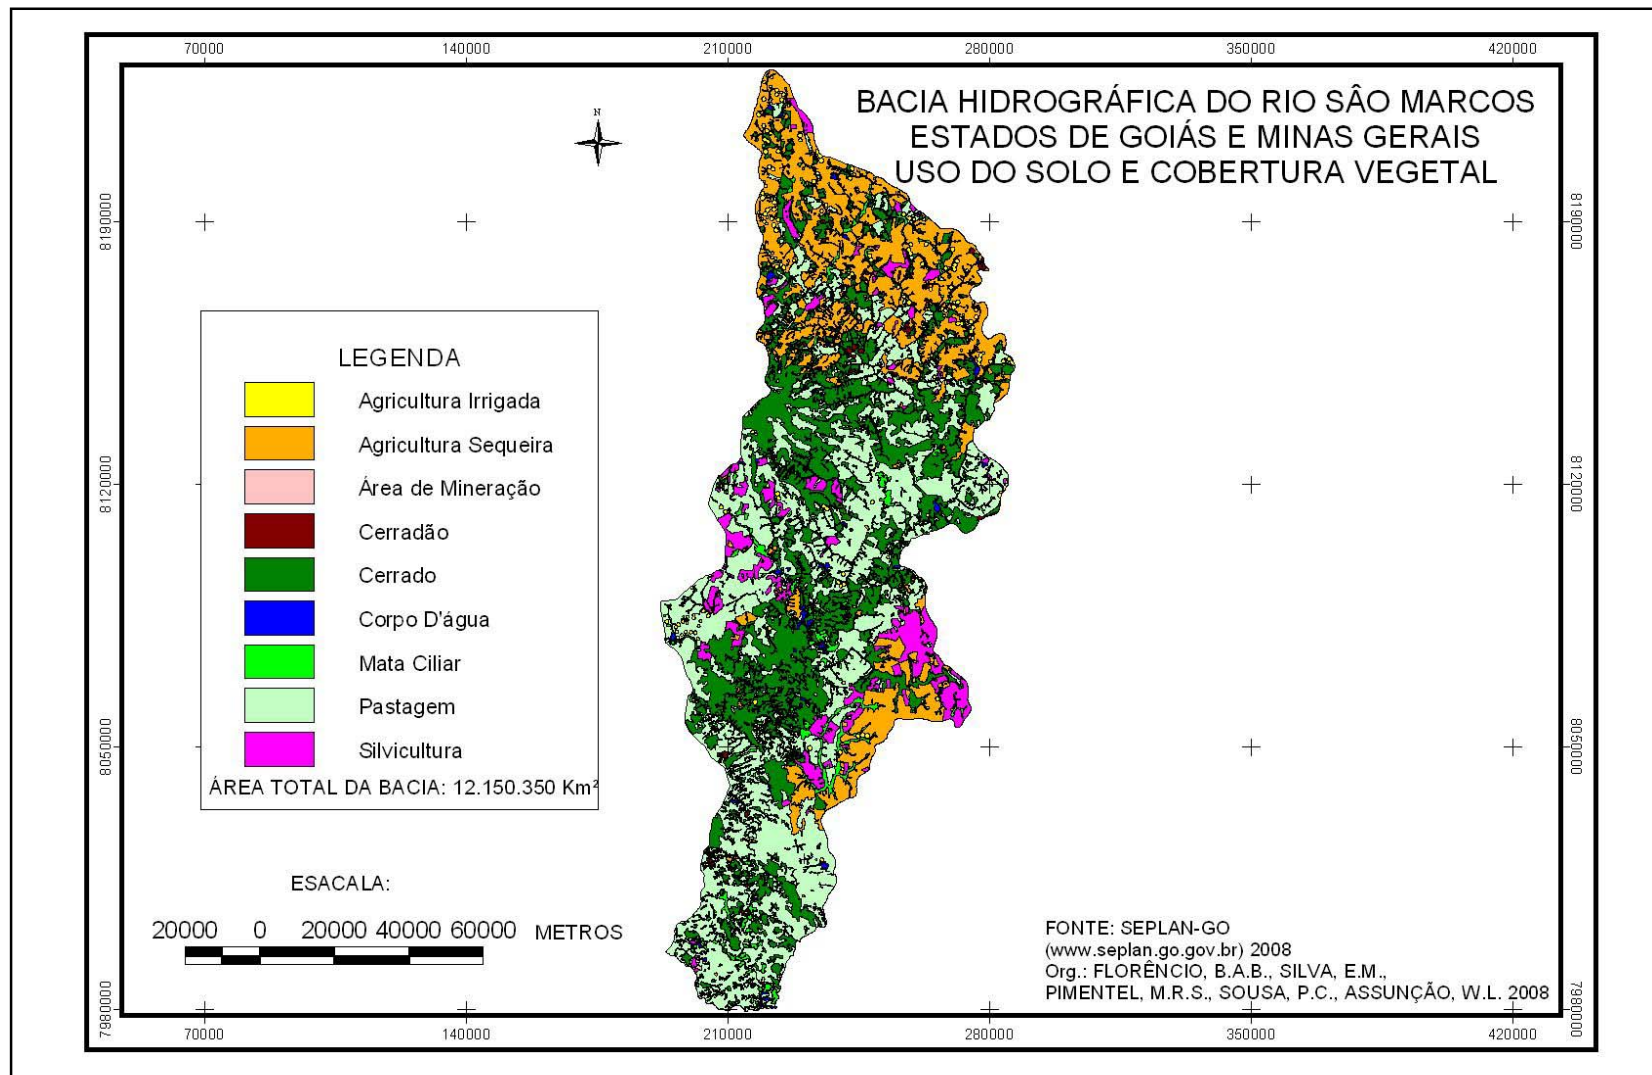 70000 140000 210000 280000 350000 420000
BACIA HIDROGRÁFICA DO RIO SÂO MARCOS
ESTADOS DE GOIÁS E MINAS GERAIS
USO DO SOLO E COBERTURA VEGETAL
N
8190000 8190000
8120000 8120000
8050000 8050000
7980000 7980000
LEGENDA
Agricultura Irrigada
Agricultura Sequeira
Área de Mineração
Cerradão
Cerrado
Corpo D'água
Mata Ciliar
Pastagem
Silvicultura
ÁREA TOTAL DA BACIA: 12.150.350 Km²
ESACALA:
20000 0 20000 40000 60000 METROS
FONTE: SEPLAN-GO
(www.seplan.go.gov.br) 2008
Org.: FLORÊNCIO, B.A.B., SILVA, E.M.,
PIMENTEL, M.R.S., SOUSA, P.C., ASSUNÇÃO, W.L. 2008
70000 140000 210000 280000 350000 420000